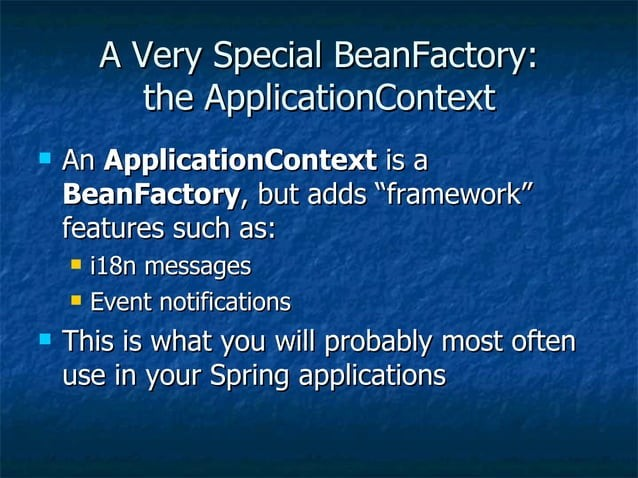 A Very Special BeanFactory:
the ApplicationContext
An ApplicationContext is a
BeanFactory, but adds “framework”
features such as:
i18n messages
Event notifications
This is what you will probably most often
use in your Spring applications